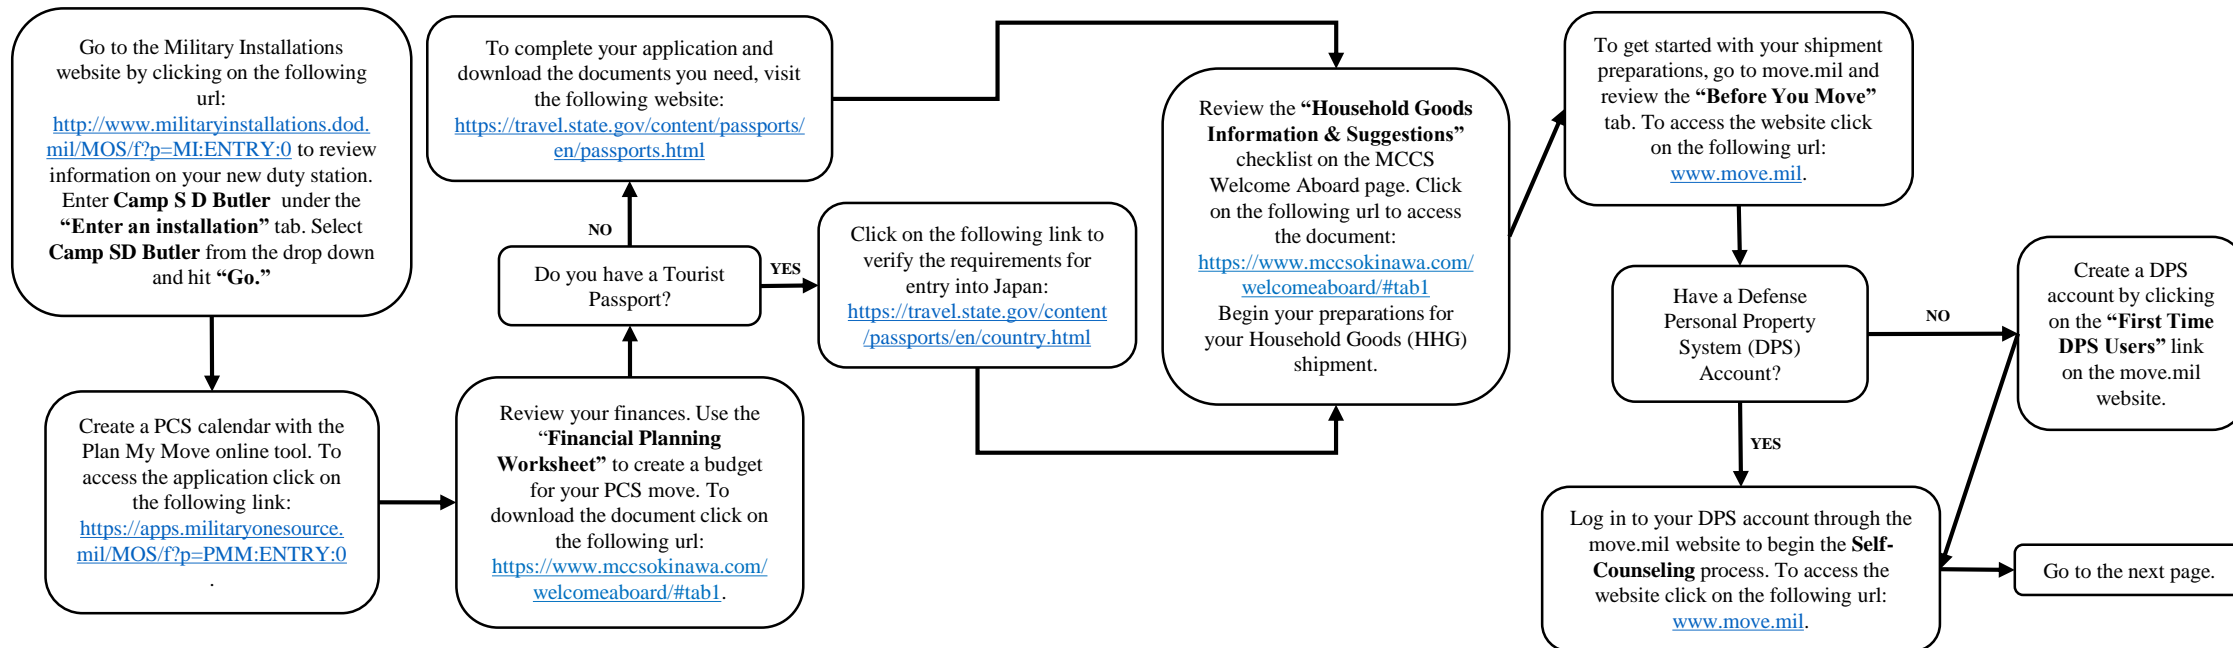 Go to the Military Installations
website by clicking on the following
url:
http://www.militaryinstallations.dod.
mil/MOS/f?p=MI:ENTRY:0 to review
information on your new duty station.
Enter Camp S D Butler under the
“Enter an installation” tab. Select
Camp SD Butler from the drop down
and hit “Go.”
Create a PCS calendar with the
Plan My Move online tool. To
access the application click on
the following link:
https://apps.militaryonesource.
mil/MOS/f?p=PMM:ENTRY:0
.
Review your finances. Use the
“Financial Planning
Worksheet” to create a budget
for your PCS move. To
download the document click on
the following url:
https://www.mccsokinawa.com/
welcomeaboard/#tab1.
Do you have a Tourist
Passport?
NO
To complete your application and
download the documents you need, visit
the following website:
https://travel.state.gov/content/passports/
en/passports.html
YES
Click on the following link to
verify the requirements for
entry into Japan:
https://travel.state.gov/content
/passports/en/country.html
Review the “Household Goods
Information & Suggestions”
checklist on the MCCS
Welcome Aboard page. Click
on the following url to access
the document:
https://www.mccsokinawa.com/
welcomeaboard/#tab1
Begin your preparations for
your Household Goods (HHG)
shipment.
To get started with your shipment
preparations, go to move.mil and
review the “Before You Move”
tab. To access the website click
on the following url:
www.move.mil.
Have a Defense
Personal Property
System (DPS)
Account?
NO
Create a DPS
account by clicking
on the “First Time
DPS Users” link
on the move.mil
website.
YES
Log in to your DPS account through the
move.mil website to begin the Self-
Counseling process. To access the
website click on the following url:
www.move.mil.
Go to the next page.